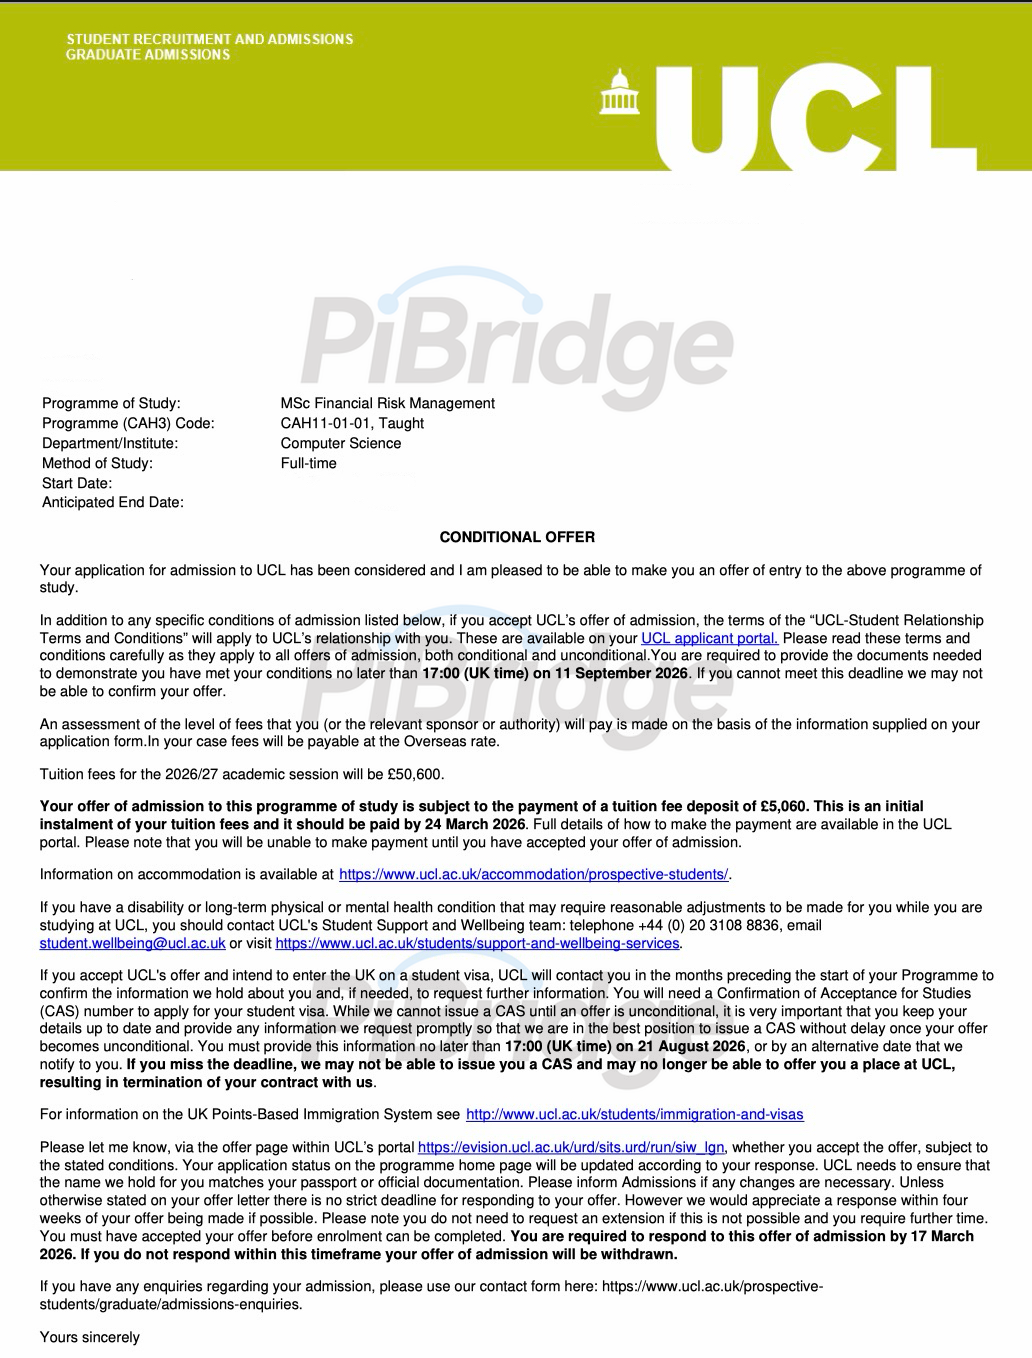 STUDENT RECRUITMENT AND ADMISSIONS
GRADUATE ADMISSIONS
UCL
PiBridge
Programme of Study: MSc Financial Risk Management
Programme (CAH3) Code: CAH11-01-01, Taught
Department/Institute: Computer Science
Method of Study: Full-time
Start Date:
Anticipated End Date:
CONDITIONAL OFFER
Your application for admission to UCL has been considered and I am pleased to be able to make you an offer of entry to the above programme of
study.
In addition to any specific conditions of admission listed below, if you accept UCL's offer of admission, the terms of the “UCL-Student Relationship
Terms and Conditions” will apply to UCL's relationship with you. These are available on your UCL applicant portal. Please read these terms and
conditions carefully as they apply to all offers of admission, both conditional and unconditional.You are required to provide the documents needed
to demonstrate you have met your conditions no later than 17:00 (UK time) on 11 September 2026. If you cannot meet this deadline we may not
be able to confirm your offer.
PiBridge
An assessment of the level of fees that you (or the relevant sponsor or authority) will pay is made on the basis of the information supplied on your
application form.In your case fees will be payable at the Overseas rate.
Tuition fees for the 2026/27 academic session will be £50,600.
Your offer of admission to this programme of study is subject to the payment of a tuition fee deposit of £5,060. This is an initial
instalment of your tuition fees and it should be paid by 24 March 2026. Full details of how to make the payment are available in the UCL
portal. Please note that you will be unable to make payment until you have accepted your offer of admission.
Information on accommodation is available at https://www.ucl.ac.uk/accommodation/prospective-students/.
If you have a disability or long-term physical or mental health condition that may require reasonable adjustments to be made for you while you are
studying at UCL, you should contact UCL's Student Support and Wellbeing team: telephone +44 (0) 20 3108 8836, email
student.wellbeing@ucl.ac.uk or visit https://www.ucl.ac.uk/students/support-and-wellbeing-services.
If you accept UCL's offer and intend to enter the UK on a student visa, UCL will contact you in the months preceding the start of your Programme to
confirm the information we hold about you and, if needed, to request further information. You will need a Confirmation of Acceptance for Studies
(CAS) number to apply for your student visa. While we cannot issue a CAS until an offer is unconditional, it is very important that you keep your
details up to date and provide any information we request promptly so that we are in the best position to issue a CAS without delay once your offer
becomes unconditional. You must provide this information no later than 17:00 (UK time) on 21 August 2026, or by an alternative date that we
notify to you. If you miss the deadline, we may not be able to issue you a CAS and may no longer be able to offer you a place at UCL,
resulting in termination of your contract with us.
PiBridge
For information on the UK Points-Based Immigration System see http://www.ucl.ac.uk/students/immigration-and-visas
Please let me know, via the offer page within UCL's portal https://evision.ucl.ac.uk/urd/sits.urd/run/siw_lgn, whether you accept the offer, subject to
the stated conditions. Your application status on the programme home page will be updated according to your response. UCL needs to ensure that
the name we hold for you matches your passport or official documentation. Please inform Admissions if any changes are necessary. Unless
otherwise stated on your offer letter there is no strict deadline for responding to your offer. However we would appreciate a response within four
weeks of your offer being made if possible. Please note you do not need to request an extension if this is not possible and you require further time.
You must have accepted your offer before enrolment can be completed. You are required to respond to this offer of admission by 17 March
2026. If you do not respond within this timeframe your offer of admission will be withdrawn.
If you have any enquiries regarding your admission, please use our contact form here: https://www.ucl.ac.uk/prospective-
students/graduate/admissions-enquiries.
Yours sincerely